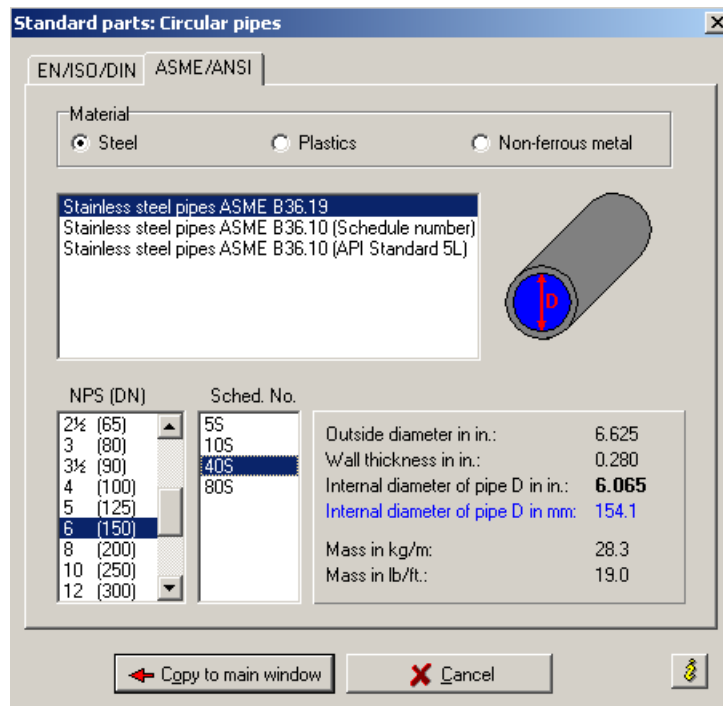 Standard parts: Circular pipes
EN/ISO/DIN ASME/ANSI
Material
Steel Plastics Non-ferrous metal
Stainless steel pipes ASME B36.19
Stainless steel pipes ASME B36.10 (Schedule number)
Stainless steel pipes ASME B36.10 (API Standard 5L)
D
NPS (DN) Sched. No.
2½ (65) 5S
3 (80) 10S
3½ (90) 40S
4 (100) 80S
5 (125)
6 (150)
8 (200)
10 (250)
12 (300)
Outside diameter in in.: 6.625
Wall thickness in in.: 0.280
Internal diameter of pipe D in in.: 6.065
Internal diameter of pipe D in mm: 154.1
Mass in kg/m: 28.3
Mass in lb/ft.: 19.0
Copy to main window Cancel